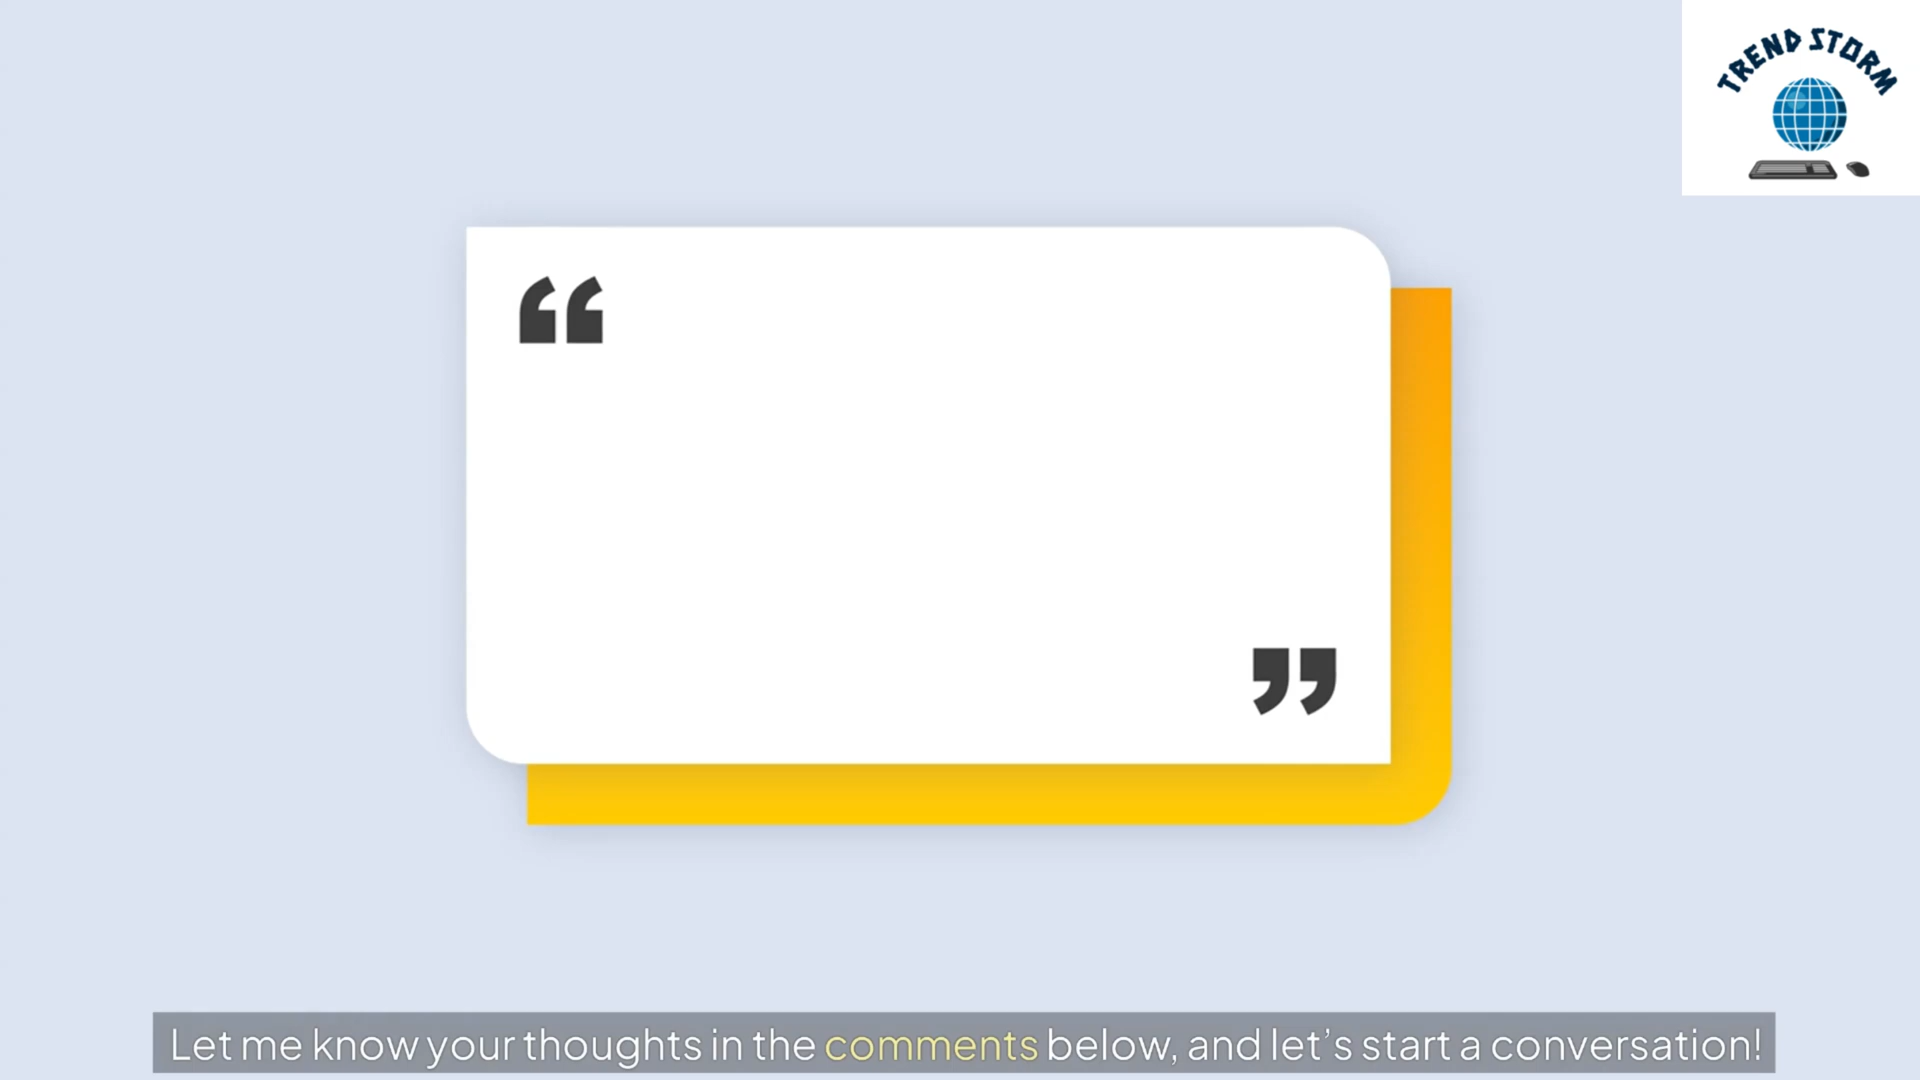 TREND STORM
“
”
Let me know your thoughts in the comments below, and let’s start a conversation!